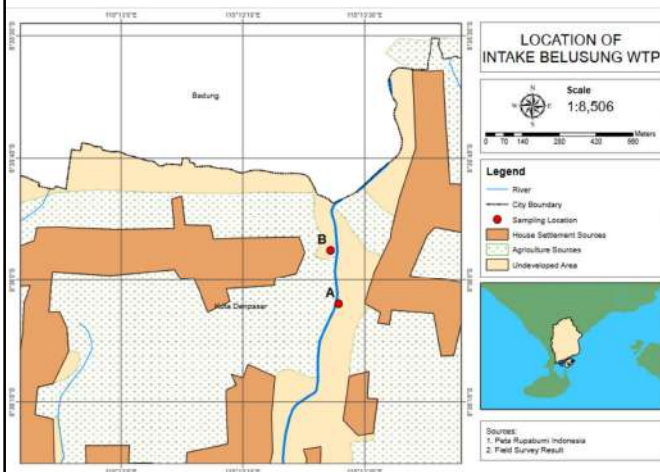 LOCATION OF
INTAKE BELUSUNG WTP
N
W E
S
Scale
1:8,506
Meters
0 70 140 280 420 560
Legend
River
City Boundary
Sampling Location
House Settlement Sources
Agriculture Sources
Undeveloped Area
Badung
B
A
Kota Denpasar
Sources:
1. Peta Rupabumi Indonesia
2. Field Survey Result